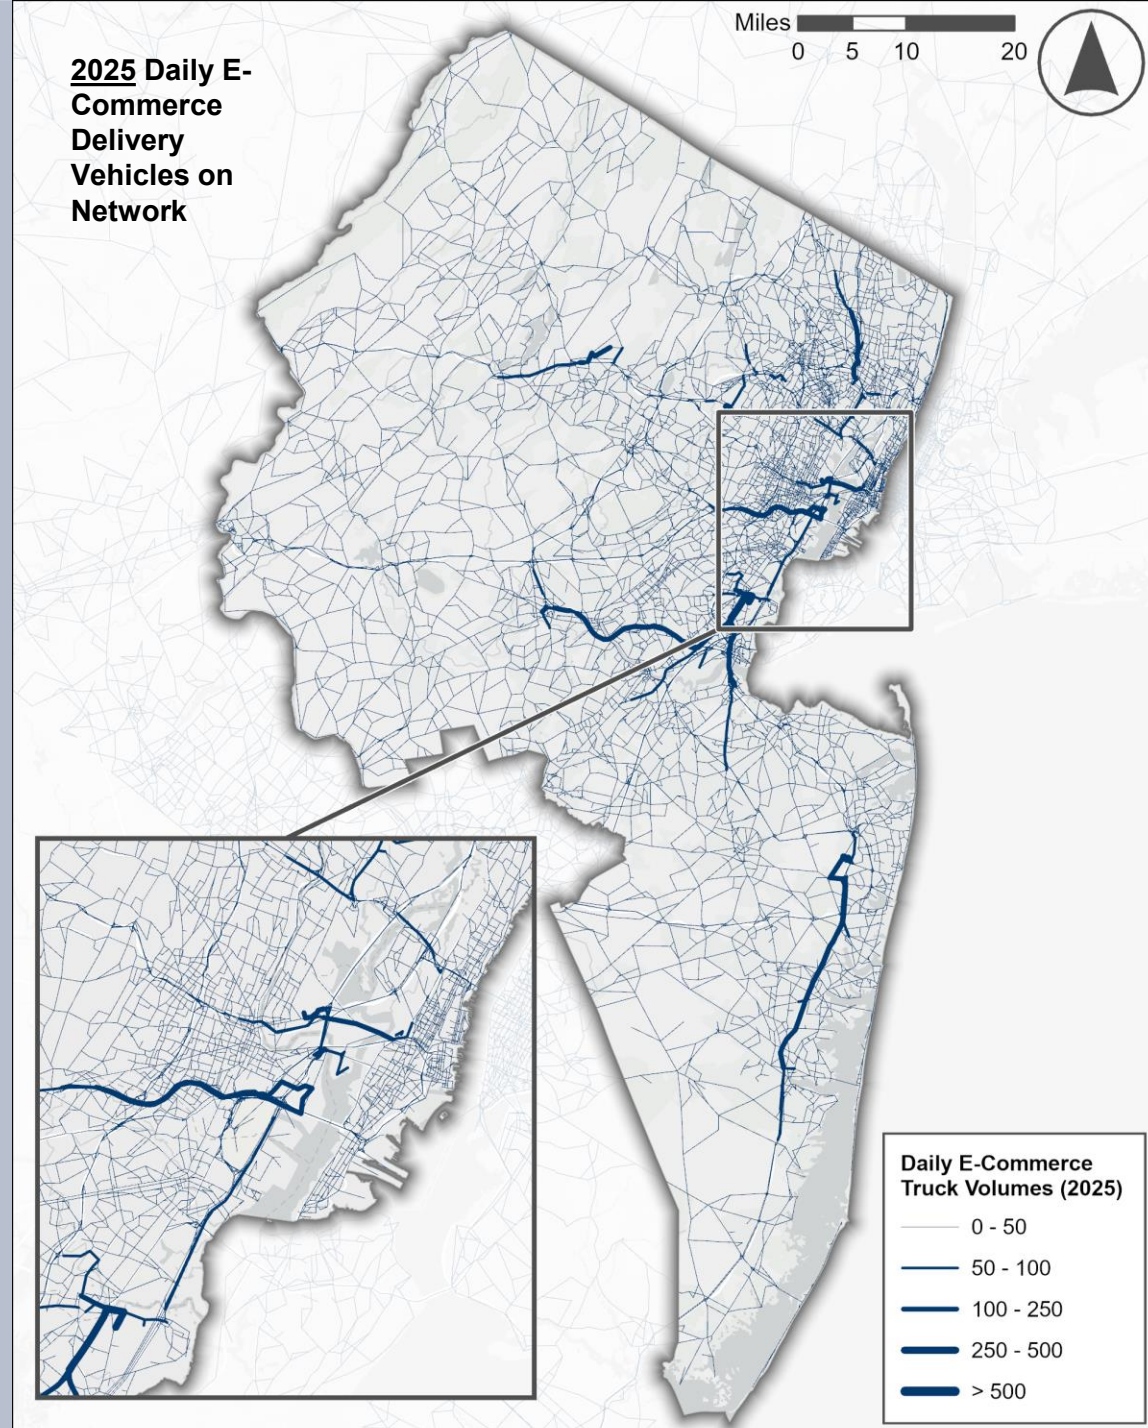 2025 Daily E-
Commerce
Delivery
Vehicles on
Network
Miles
0 5 10 20
Daily E-Commerce
Truck Volumes (2025)
0 - 50
50 - 100
100 - 250
250 - 500
> 500